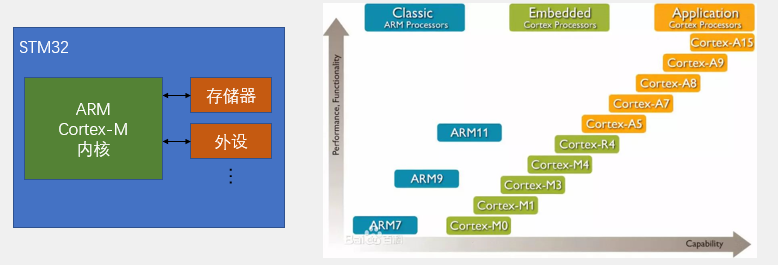 STM32
ARM
Cortex-M
内核
存储器
外设
⋮
Classic
ARM Processors
Embedded
Cortex Processors
Application
Cortex Processors
Performance, Functionality
Capability
Cortex-A15
Cortex-A9
Cortex-A8
Cortex-A7
Cortex-A5
Cortex-R4
Cortex-M4
Cortex-M3
Cortex-M1
Cortex-M0
ARM11
ARM9
ARM7